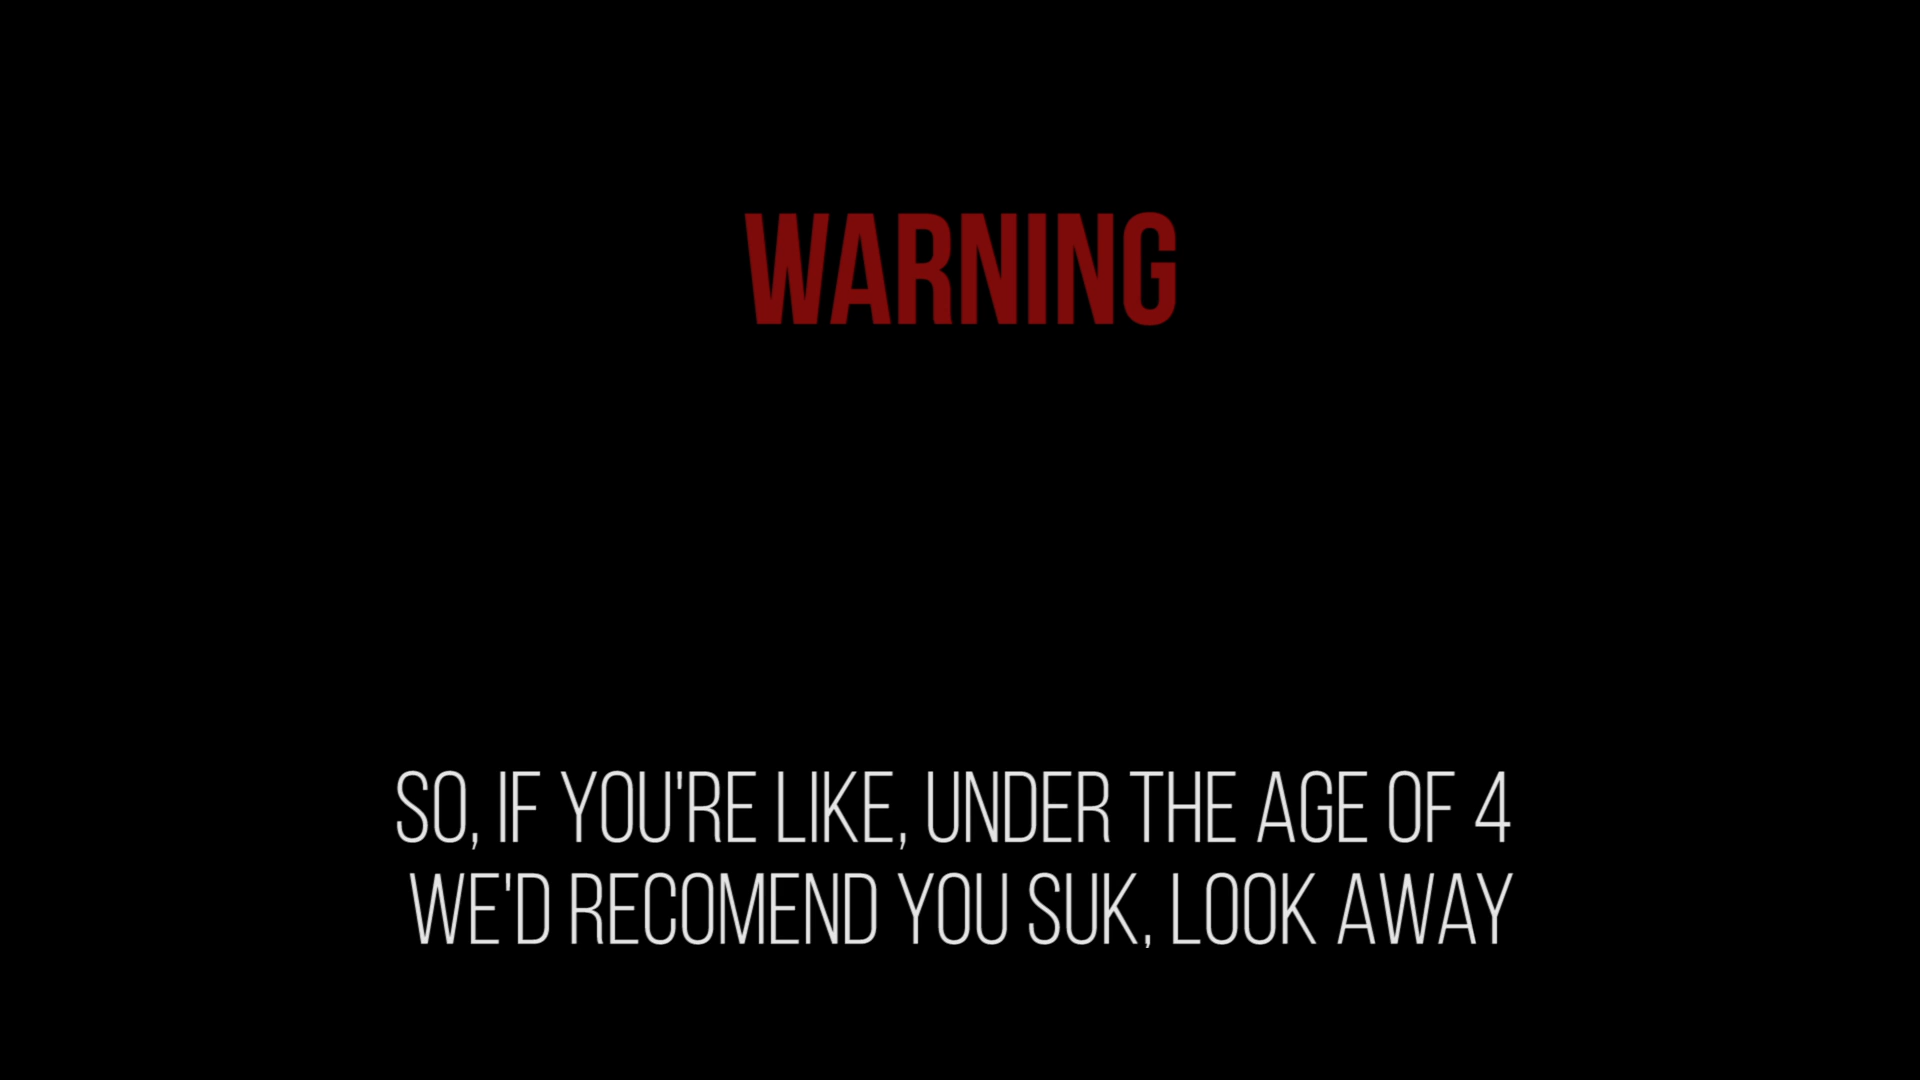 WARNING
SO, IF YOU'RE LIKE, UNDER THE AGE OF 4
WE'D RECOMEND YOU SUK, LOOK AWAY